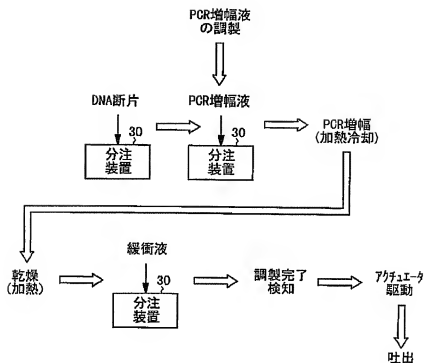 PCR増幅液
の調製
DNA断片
PCR増幅液
30
分注
装置
30
分注
装置
PCR増幅
(加熱冷却)
乾燥
(加熱)
緩衝液
30
分注
装置
調製完了
検知
アクチュエータ
駆動
吐出